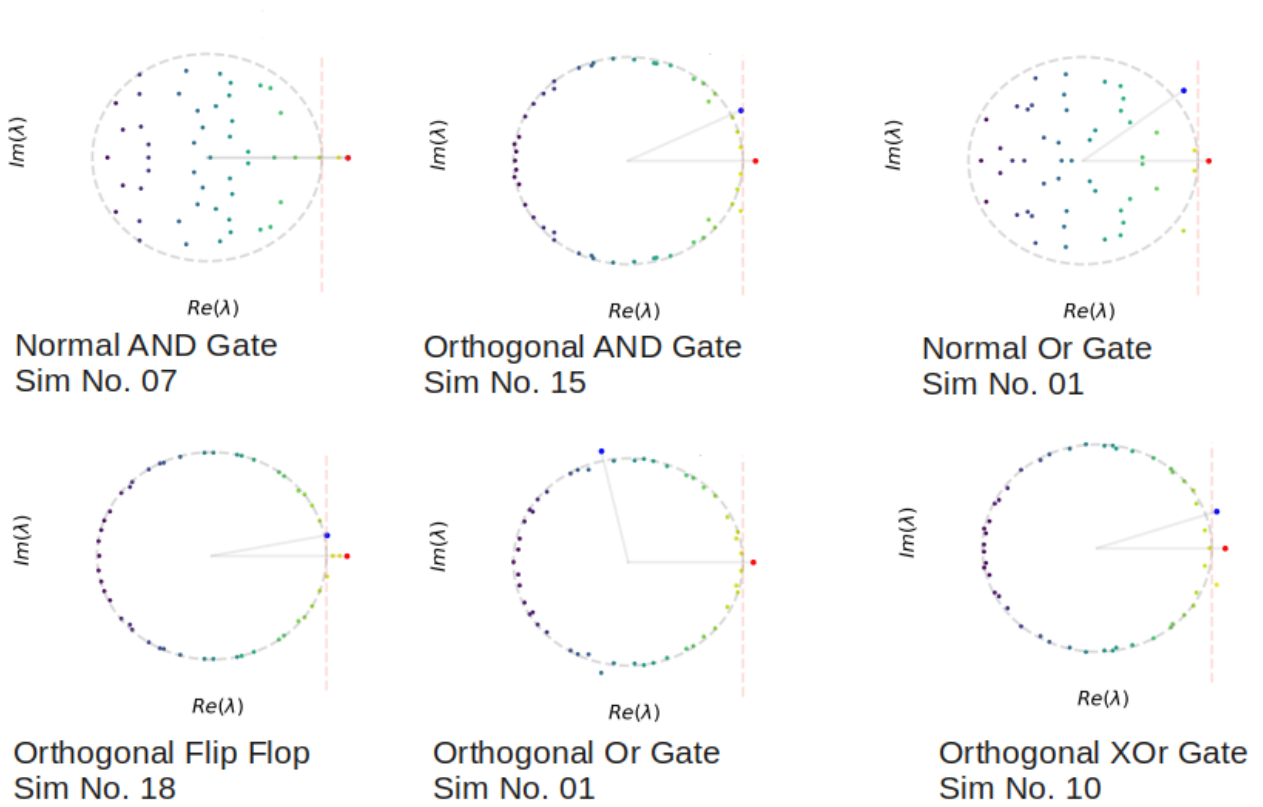 Im(λ)
Re(λ)
Normal AND Gate
Sim No. 07
Im(λ)
Re(λ)
Orthogonal AND Gate
Sim No. 15
Im(λ)
Re(λ)
Normal Or Gate
Sim No. 01
Im(λ)
Re(λ)
Orthogonal Flip Flop
Sim No. 18
Im(λ)
Re(λ)
Orthogonal Or Gate
Sim No. 01
Im(λ)
Re(λ)
Orthogonal XOr Gate
Sim No. 10